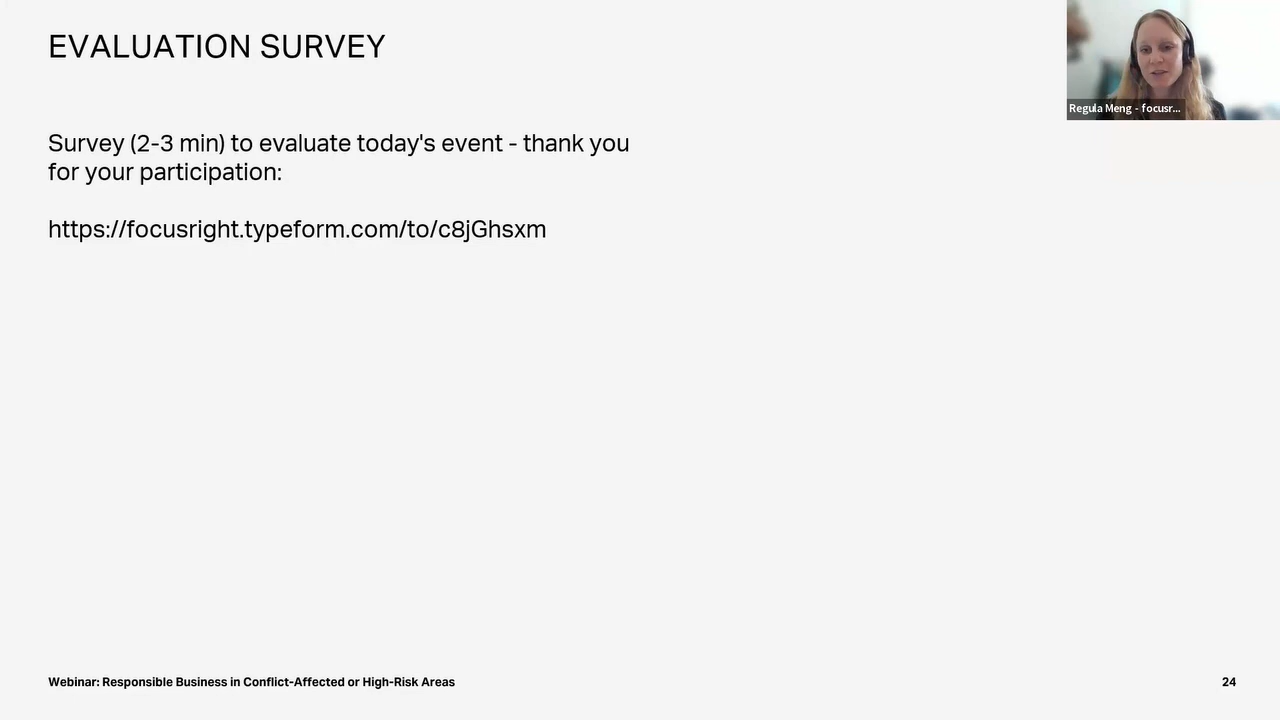 EVALUATION SURVEY
Regula Meng - focusr...
Survey (2-3 min) to evaluate today's event - thank you
for your participation:
https://focusright.typeform.com/to/c8jGhsxm
Webinar: Responsible Business in Conflict-Affected or High-Risk Areas
24